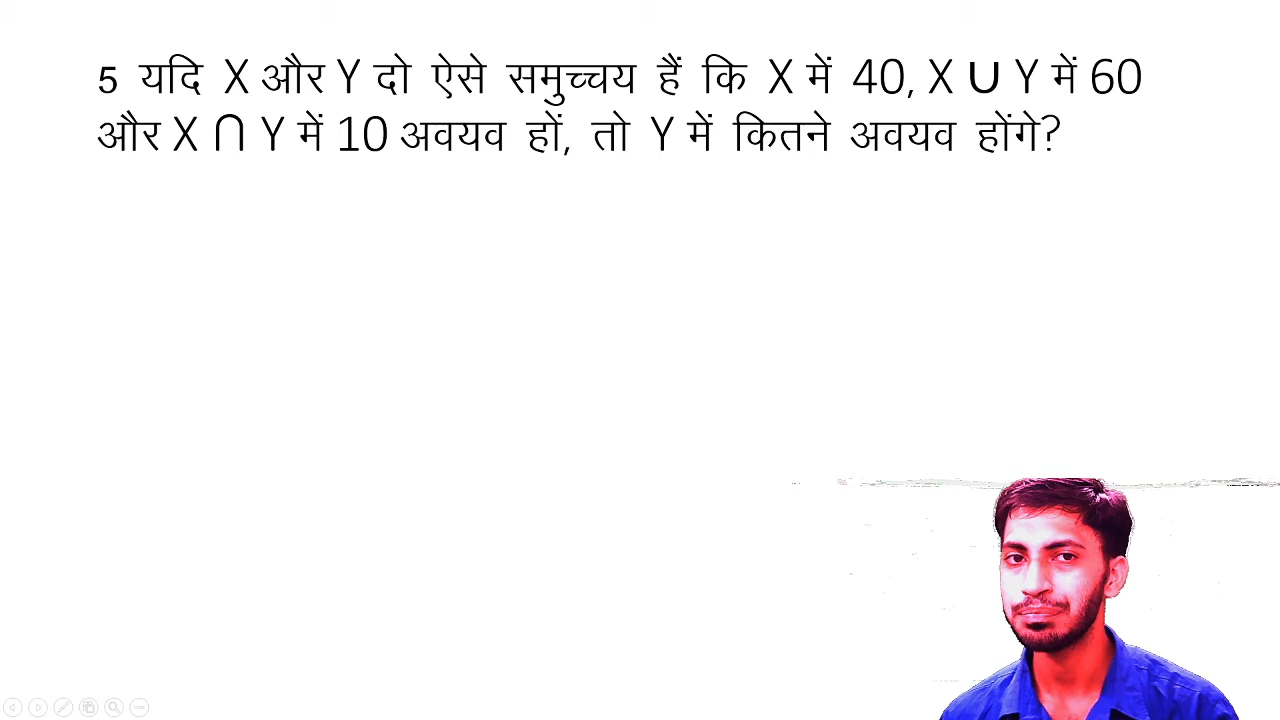 5 यदि X और Y दो ऐसे समुच्चय हैं कि X में 40, X ∪ Y में 60
और X ∩ Y में 10 अवयव हों, तो Y में कितने अवयव होंगे?